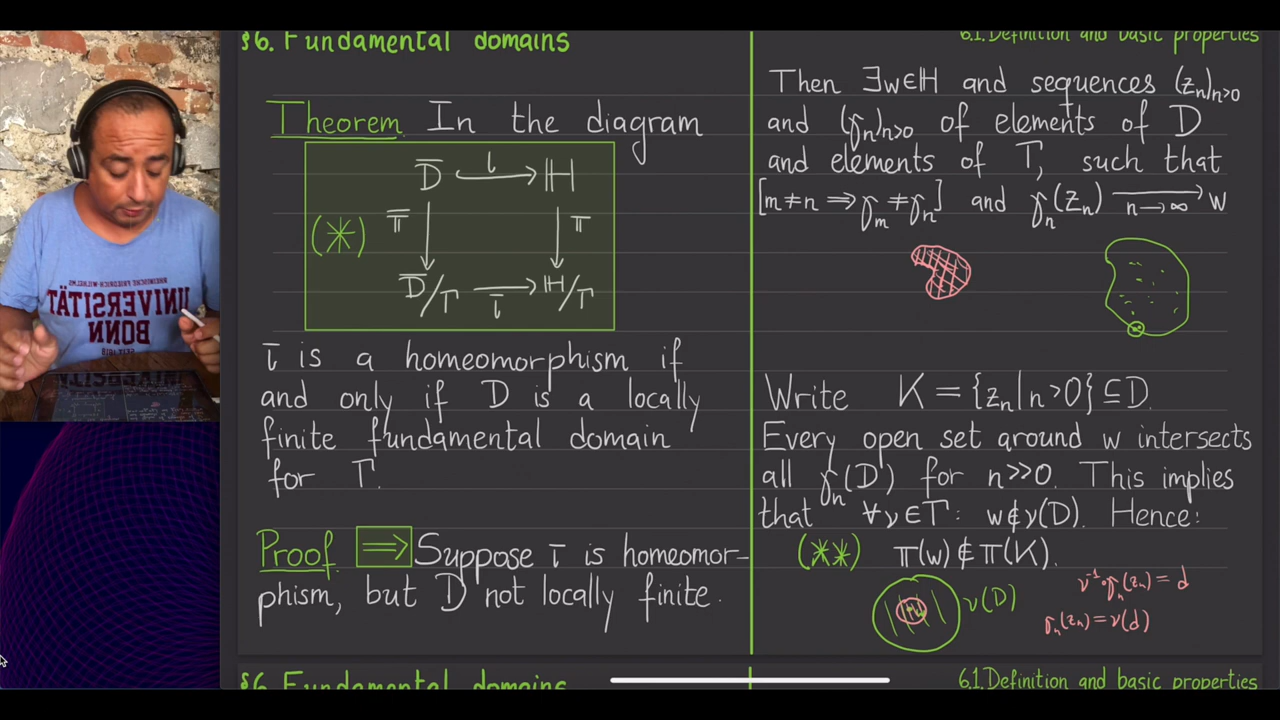 §6. Fundamental domains
Theorem. In the diagram
D̅ ι H
(*) π̅ π
D̅/Γ ι̅ H/Γ
ι̅ is a homeomorphism if
and only if D is a locally
finite fundamental domain
for Γ.
Proof. ⟹ Suppose ι̅ is homeomor-
phism, but D not locally finite.
6.1. Definition and basic properties
Then ∃w∈H and sequences (zₙ)ₙ>₀
and (γₙ)ₙ>₀ of elements of D
and elements of Γ, such that
[m≠n ⟹ γₘ≠γₙ] and γₙ(zₙ) ⟶ w
n→∞
Write K = {zₙ|n>0} ⊆ D.
Every open set around w intersects
all γₙ(D) for n>>0. This implies
that ∀ν∈Γ: w∉ν(D). Hence:
(**) π(w) ∉ π(K).
ν(D)
ν⁻¹∘γₙ(zₙ) = d
γₙ(zₙ) = ν(d)
UNIVERSITÄT
BONN
§6. Fundamental domains
6.1. Definition and basic properties